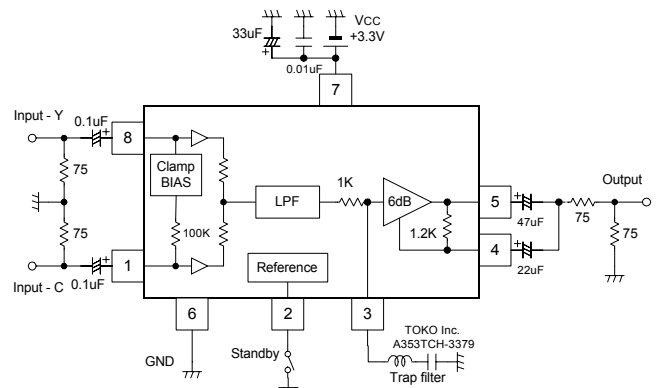 33uF
+
0.01uF
+
VCC
+3.3V
7
Input - Y
0.1uF
+
8
75
Clamp
BIAS
LPF
1K
6dB
5
+
47uF
75
Output
75
1.2K
4
+
22uF
75
100K
Input - C
0.1uF
+
1
Reference
6
2
3
GND
Standby
TOKO Inc.
A353TCH-3379
Trap filter